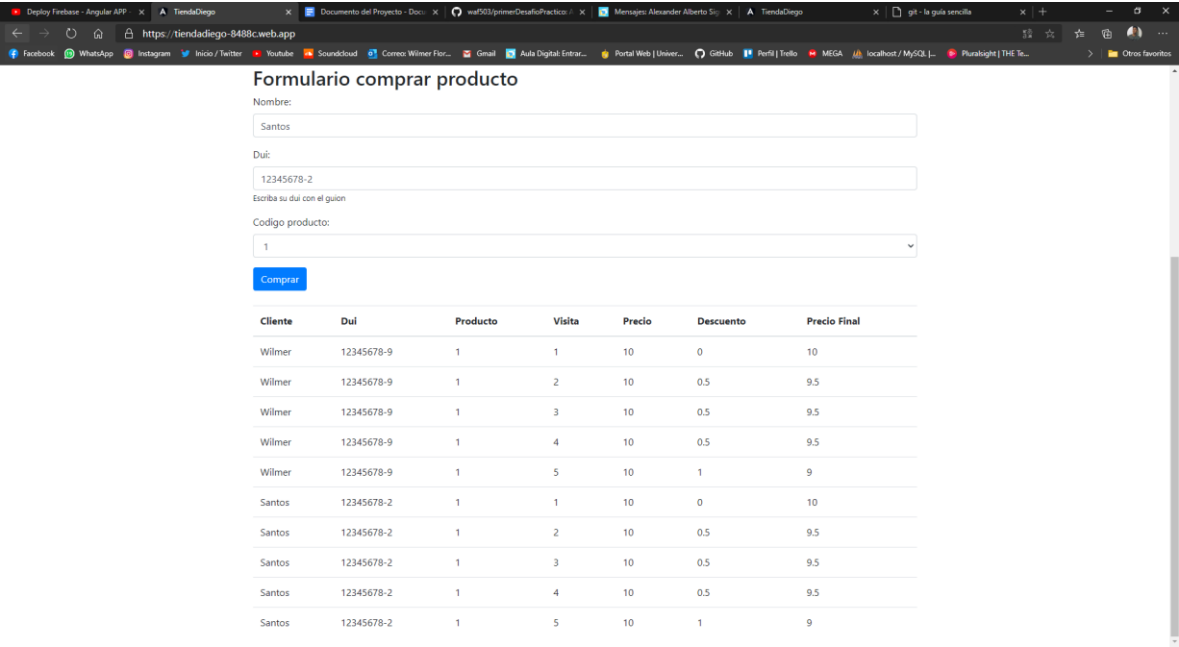 Deploy Firebase - Angular APP -
TiendaDiego
Documento del Proyecto - Docu
waf503/primerDesafioPractico:
Mensajes: Alexander Alberto Sig
TiendaDiego
git - la guía sencilla
https://tiendadiego-8488c.web.app
Facebook WhatsApp Instagram Inicio / Twitter Youtube Soundcloud Correo: Wilmer Flor... Gmail Aula Digital: Entrar... Portal Web | Univer... GitHub Perfil | Trello MEGA localhost / MySQL |... Pluralsight | THE Te... Otros favoritos
Formulario comprar producto
Nombre:
Santos
Dui:
12345678-2
Escriba su dui con el guion
Codigo producto:
1
Comprar
Cliente Dui Producto Visita Precio Descuento Precio Final
Wilmer 12345678-9 1 1 10 0 10
Wilmer 12345678-9 1 2 10 0.5 9.5
Wilmer 12345678-9 1 3 10 0.5 9.5
Wilmer 12345678-9 1 4 10 0.5 9.5
Wilmer 12345678-9 1 5 10 1 9
Santos 12345678-2 1 1 10 0 10
Santos 12345678-2 1 2 10 0.5 9.5
Santos 12345678-2 1 3 10 0.5 9.5
Santos 12345678-2 1 4 10 0.5 9.5
Santos 12345678-2 1 5 10 1 9